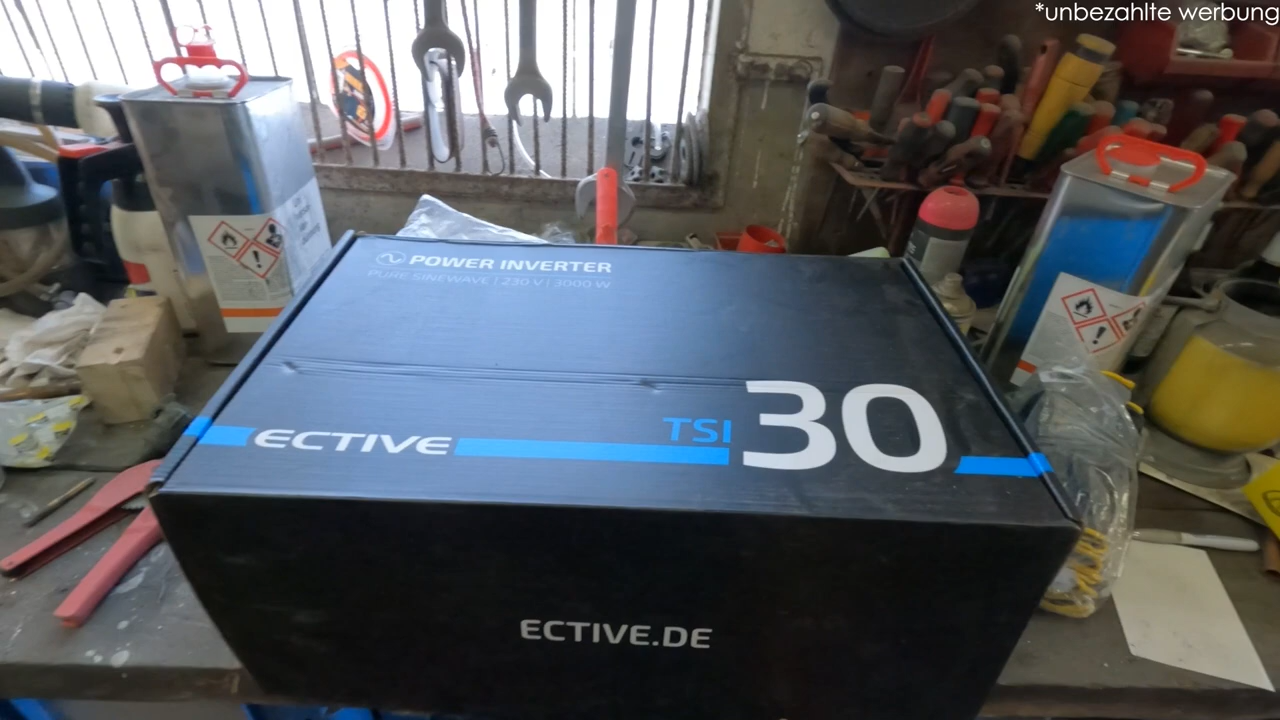 *unbezahlte werbung
POWER INVERTER
PURE SINEWAVE | 230 V | 3000 W
TSI 30
ECTIVE
ECTIVE.DE